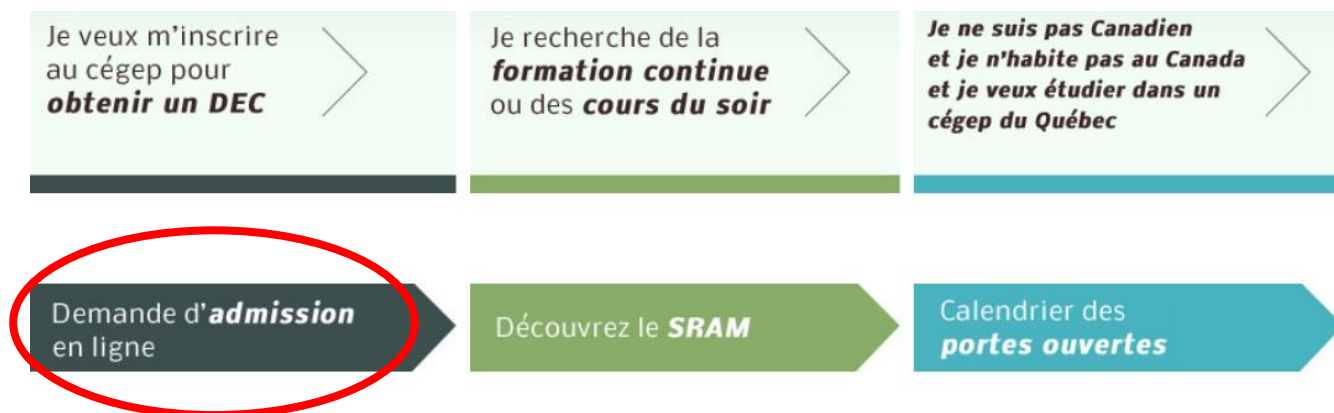 Je veux m'inscrire
au cégep pour
obtenir un DEC
Je recherche de la
formation continue
ou des cours du soir
Je ne suis pas Canadien
et je n'habite pas au Canada
et je veux étudier dans un
cégep du Québec
Demande d'admission
en ligne
Découvrez le SRAM
Calendrier des
portes ouvertes